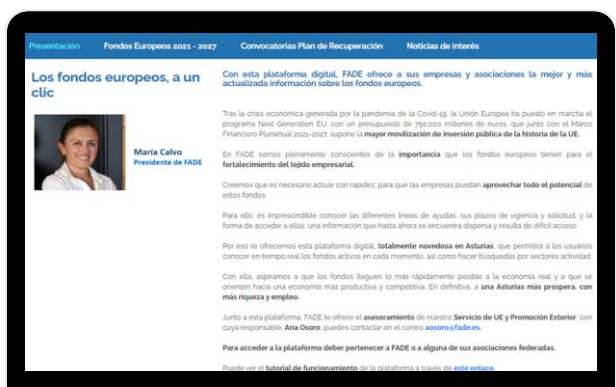 Presentación Fondos Europeos 2021 - 2027 Convocatorias Plan de Recuperación Noticias de interés
Los fondos europeos, a un
clic
María Calvo
Presidenta de FADE
Con esta plataforma digital, FADE ofrece a sus empresas y asociaciones la mejor y más
actualizada información sobre los fondos europeos.
Tras la crisis económica generada por la pandemia de la Covid-19, la Unión Europea ha puesto en marcha el
programa Next Generation EU, con un presupuesto de 750.000 millones de euros, que junto con el Marco
Financiero Plurianual 2021-2027, supone la mayor movilización de inversión pública de la historia de la UE.
En FADE somos plenamente conscientes de la importancia que los fondos europeos tienen para el
fortalecimiento del tejido empresarial.
Creemos que es necesario actuar con rapidez, para que las empresas puedan aprovechar todo el potencial de
estos fondos.
Para ello, es imprescindible conocer las diferentes líneas de ayudas, sus plazos de vigencia y solicitud, y la
forma de acceder a ellas, una información que hasta ahora se encuentra dispersa y resulta de difícil acceso.
Por eso te ofrecemos esta plataforma digital, totalmente novedosa en Asturias, que permitirá a los usuarios
conocer en tiempo real los fondos activos en cada momento, así como hacer búsquedas por sectores actividad.
Con ella, aspiramos a que los fondos lleguen lo más rápidamente posible a la economía real y a que se
orienten hacia una economía más productiva y competitiva. En definitiva, a una Asturias más prospera, con
más riqueza y empleo.
Junto a esta plataforma, FADE te ofrece el asesoramiento de nuestro Servicio de UE y Promoción Exterior, con
cuya responsable, Ana Osoro, puedes contactar en el correo aosoro@fade.es.
Para acceder a la plataforma deber pertenecer a FADE o a alguna de sus asociaciones federadas.
Puede ver el tutorial de funcionamiento de la plataforma a través de este enlace.